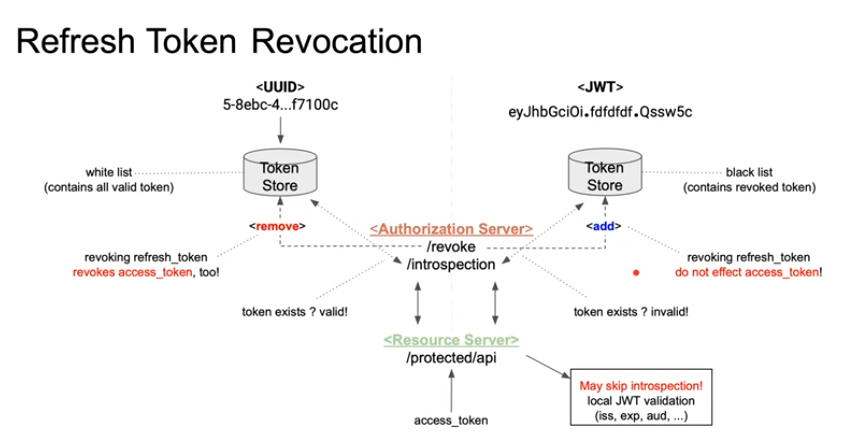 Refresh Token Revocation
<UUID>
5-8ebc-4...f7100c
<JWT>
eyJhbGciOi.fdfdfdf.Qssw5c
white list
(contains all valid token)
Token
Store
Token
Store
black list
(contains revoked token)
<remove>
<Authorization Server>
<add>
/revoke
/introspection
revoking refresh_token
revokes access_token, too!
revoking refresh_token
do not effect access_token!
token exists ? valid!
token exists ? invalid!
<Resource Server>
/protected/api
May skip introspection!
local JWT validation
(iss, exp, aud, ...)
access_token